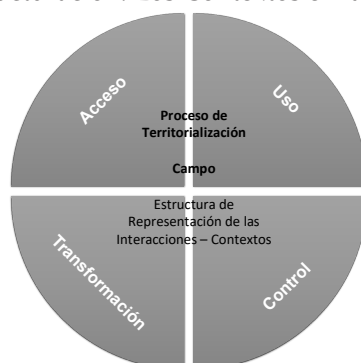 Acceso
Uso
Proceso de
Territorialización
Campo
Estructura de
Representación de las
Interacciones – Contextos
Transformación
Control